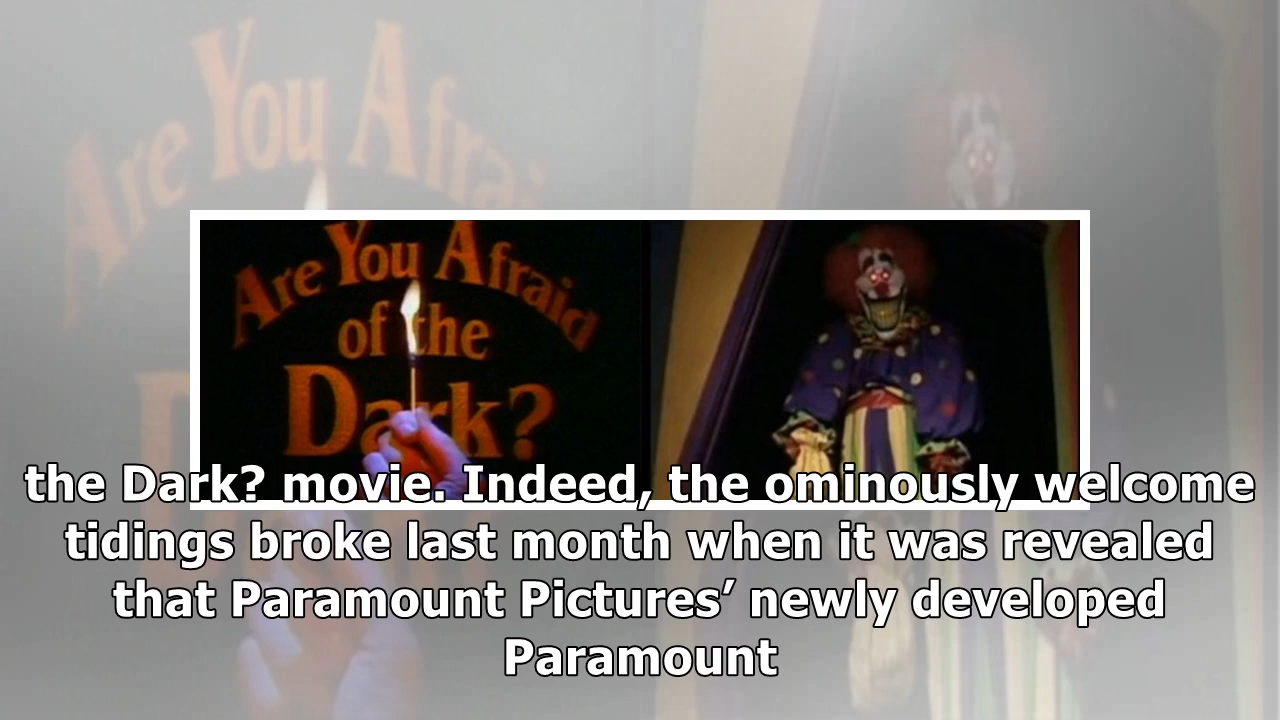 Are You Afraid
of the
Dark?
the Dark? movie. Indeed, the ominously welcome
tidings broke last month when it was revealed
that Paramount Pictures’ newly developed
Paramount